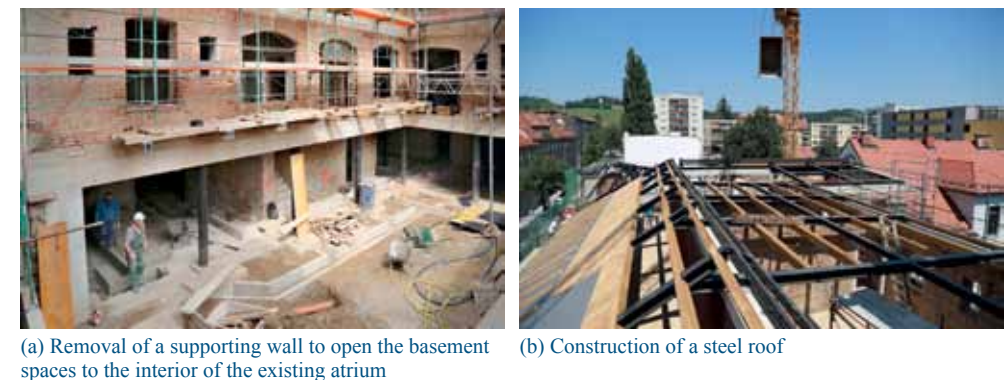 (a) Removal of a supporting wall to open the basement
spaces to the interior of the existing atrium
(b) Construction of a steel roof